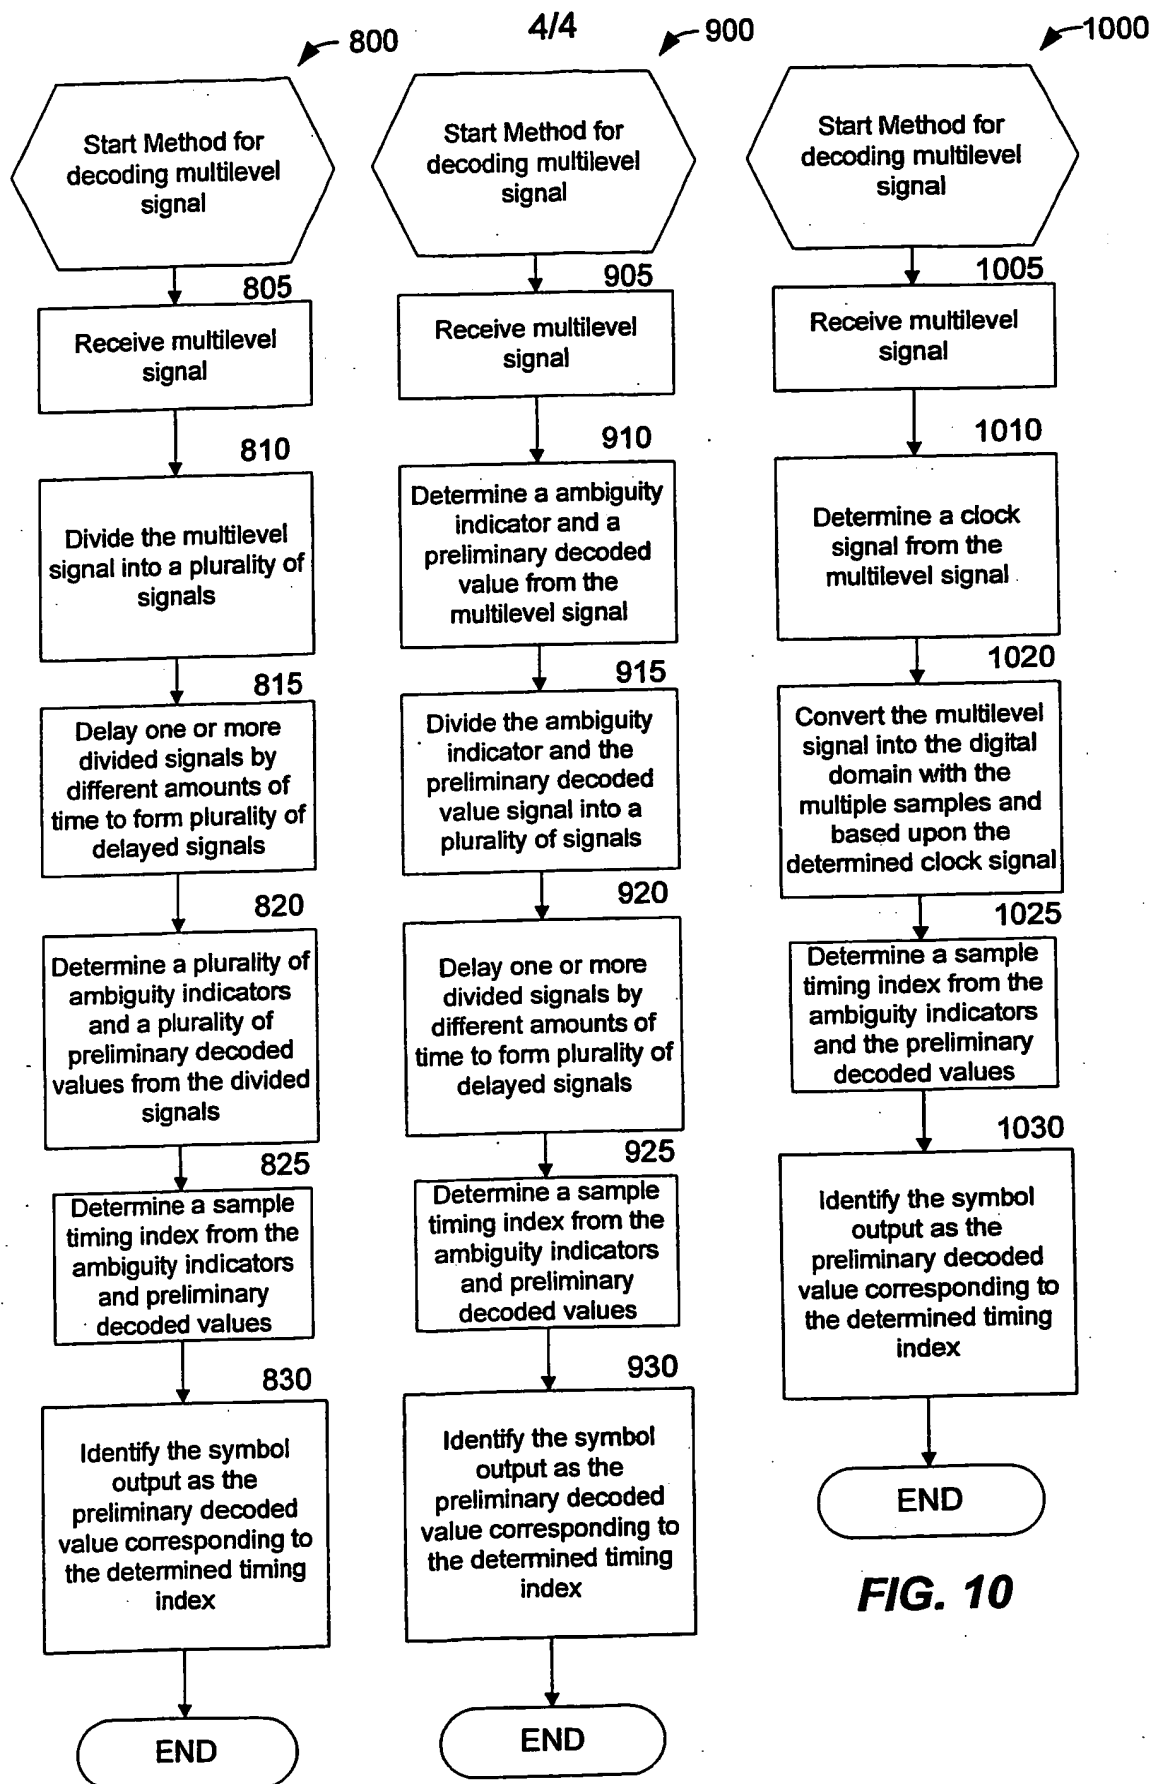 4/4
800
Start Method for
decoding multilevel
signal
805
Receive multilevel
signal
810
Divide the multilevel
signal into a plurality of
signals
815
Delay one or more
divided signals by
different amounts of
time to form plurality of
delayed signals
820
Determine a plurality of
ambiguity indicators
and a plurality of
preliminary decoded
values from the divided
signals
825
Determine a sample
timing index from the
ambiguity indicators
and preliminary
decoded values
830
Identify the symbol
output as the
preliminary decoded
value corresponding to
the determined timing
index
END
900
Start Method for
decoding multilevel
signal
905
Receive multilevel
signal
910
Determine a ambiguity
indicator and a
preliminary decoded
value from the
multilevel signal
915
Divide the ambiguity
indicator and the
preliminary decoded
value signal into a
plurality of signals
920
Delay one or more
divided signals by
different amounts of
time to form plurality of
delayed signals
925
Determine a sample
timing index from the
ambiguity indicators
and preliminary
decoded values
930
Identify the symbol
output as the
preliminary decoded
value corresponding to
the determined timing
index
END
1000
Start Method for
decoding multilevel
signal
1005
Receive multilevel
signal
1010
Determine a clock
signal from the
multilevel signal
1020
Convert the multilevel
signal into the digital
domain with the
multiple samples and
based upon the
determined clock signal
1025
Determine a sample
timing index from the
ambiguity indicators
and the preliminary
decoded values
1030
Identify the symbol
output as the
preliminary decoded
value corresponding to
the determined timing
index
END
FIG. 10